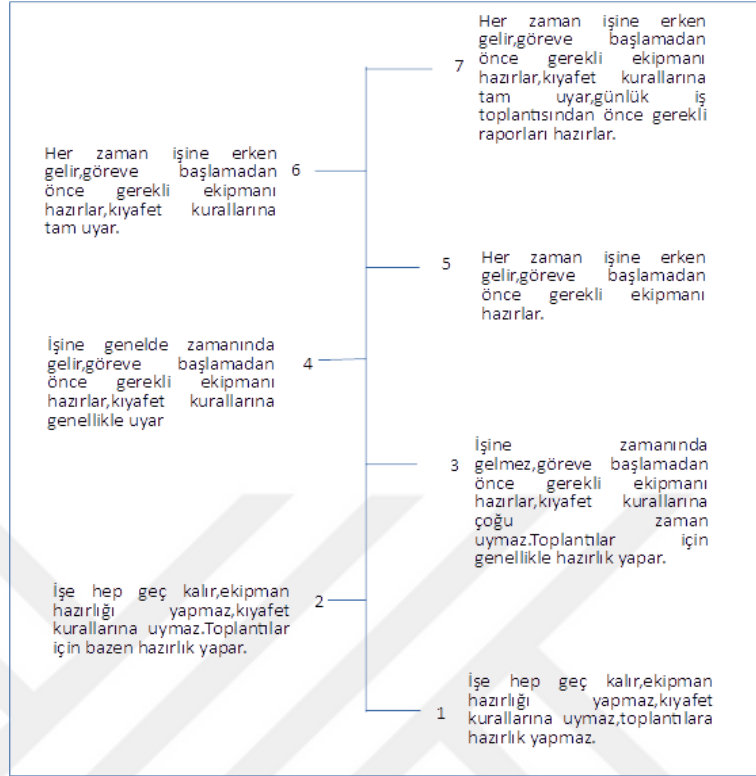 Her zaman işine erken
gelir,göreve başlamadan
önce gerekli ekipmanı
hazırlar,kıyafet kurallarına
tam uyar,günlük iş
toplantısından önce gerekli
raporları hazırlar.
7
Her zaman işine erken
gelir,göreve başlamadan
önce gerekli ekipmanı
hazırlar,kıyafet kurallarına
tam uyar.
6
5
Her zaman işine erken
gelir,göreve başlamadan
önce gerekli ekipmanı
hazırlar.
İşine genelde zamanında
gelir,göreve başlamadan
önce gerekli ekipmanı
hazırlar,kıyafet kurallarına
genellikle uyar
4
3
İşine zamanında
gelmez,göreve başlamadan
önce gerekli ekipmanı
hazırlar,kıyafet kurallarına
çoğu zaman
uymaz.Toplantılar için
genellikle hazırlık yapar.
İşe hep geç kalır,ekipman
hazırlığı yapmaz,kıyafet
kurallarına uymaz.Toplantılar
için bazen hazırlık yapar.
2
1
İşe hep geç kalır,ekipman
hazırlığı yapmaz,kıyafet
kurallarına uymaz,toplantılara
hazırlık yapmaz.